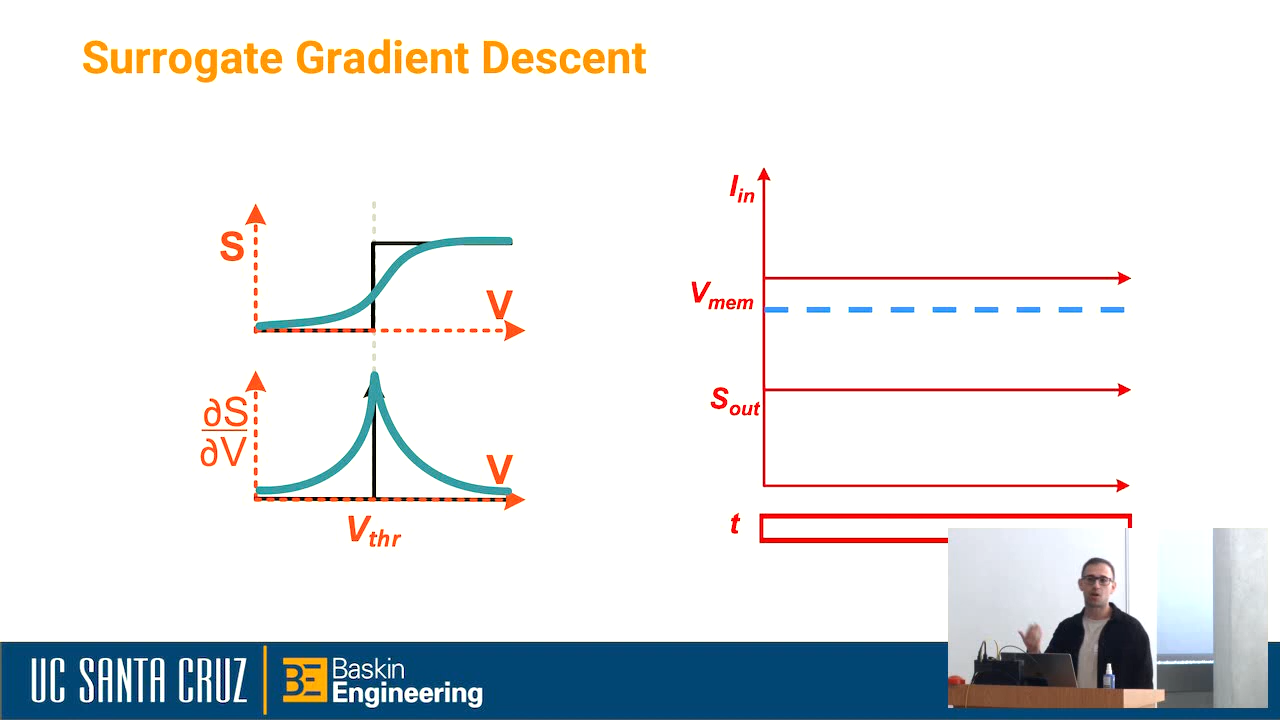 Surrogate Gradient Descent
S
V
∂S
∂V
V
V_thr
I_in
V_mem
S_out
t
UC SANTA CRUZ
BE
Baskin
Engineering